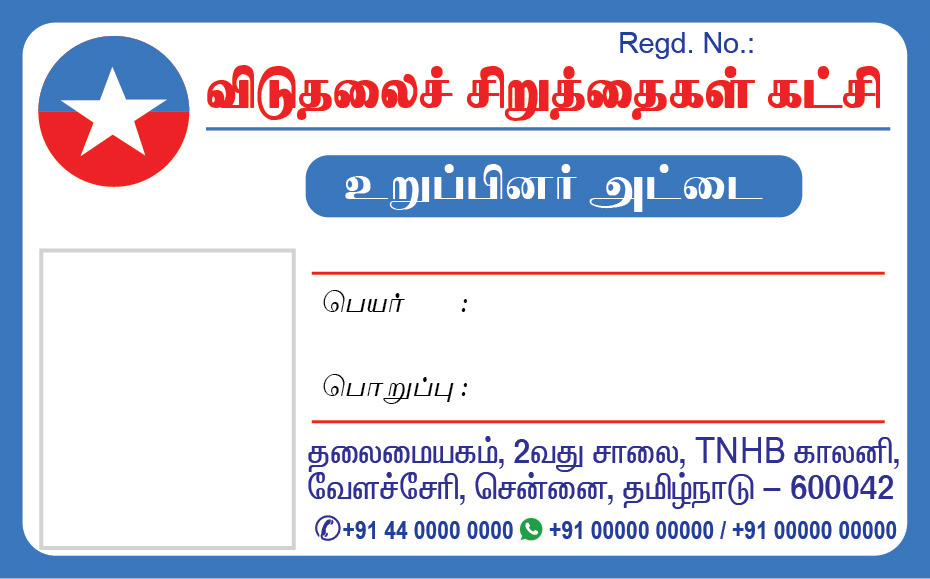 Regd. No.:
விடுதலைச் சிறுத்தைகள் கட்சி
உறுப்பினர் அட்டை
பெயர் :
பொறுப்பு :
தலைமையகம், 2வது சாலை, TNHB காலனி,
வேளச்சேரி, சென்னை, தமிழ்நாடு – 600042
+91 44 0000 0000 +91 00000 00000 / +91 00000 00000